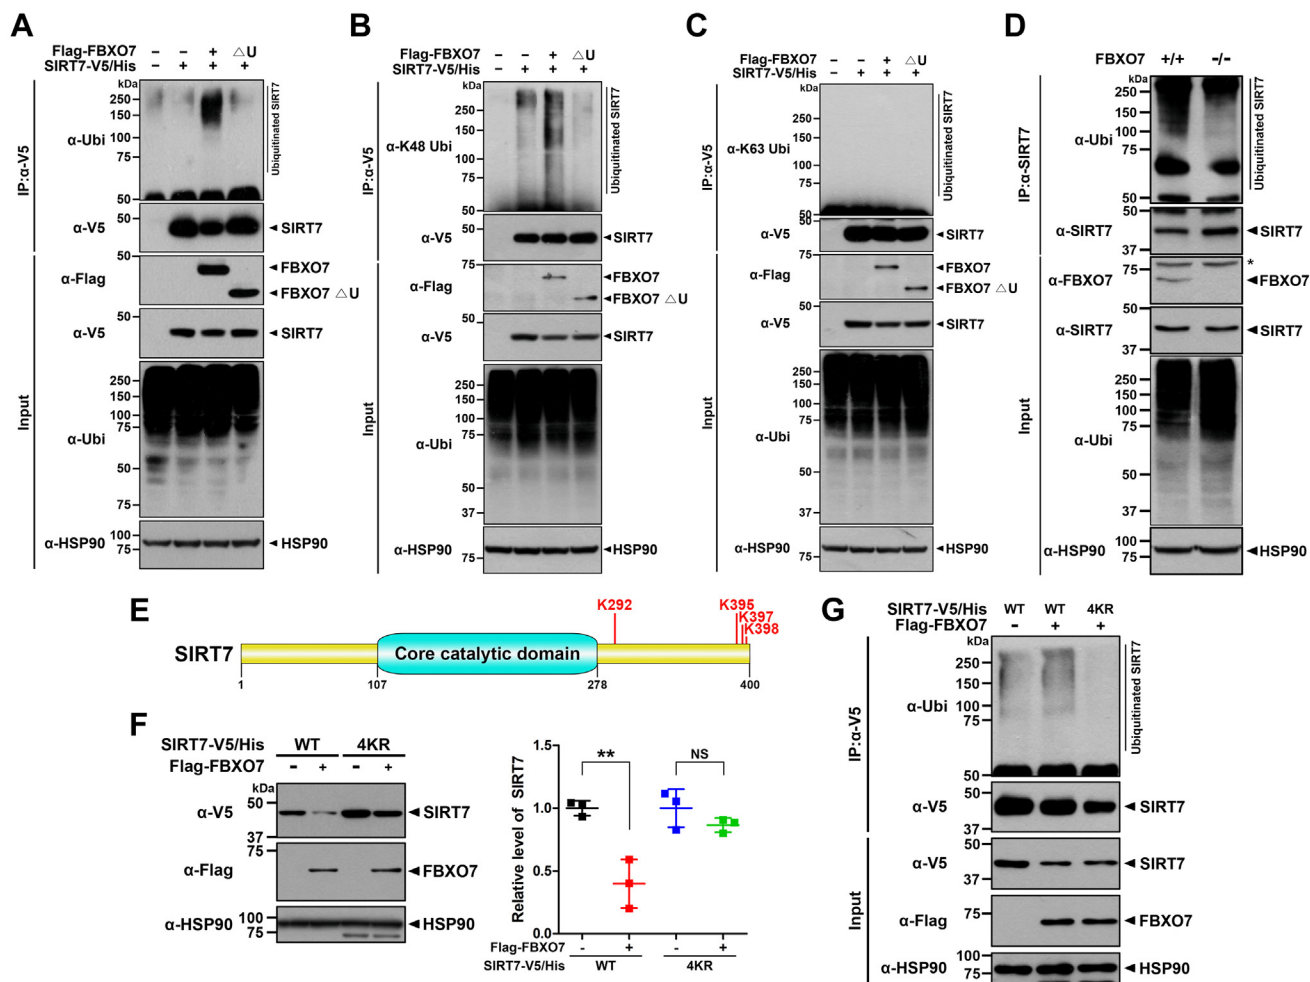 A
Flag-FBXO7 - - + △U
SIRT7-V5/His - + + +
kDa
IP:α-V5
α-Ubi
250
150
100
75
50
Ubiquitinated SIRT7
α-V5
50
SIRT7
Input
α-Flag
50
FBXO7
FBXO7 △U
α-V5
50
SIRT7
α-Ubi
250
150
100
75
50
75
α-HSP90
100
75
HSP90
B
Flag-FBXO7 - - + △U
SIRT7-V5/His - + + +
kDa
IP:α-V5
α-K48 Ubi
250
150
100
75
50
Ubiquitinated SIRT7
α-V5
50
SIRT7
Input
α-Flag
75
FBXO7
FBXO7 △U
50
α-V5
50
SIRT7
α-Ubi
250
150
100
75
50
37
α-HSP90
75
HSP90
C
Flag-FBXO7 - - + △U
SIRT7-V5/His - + + +
kDa
IP:α-V5
α-K63 Ubi
250
150
100
75
50
Ubiquitinated SIRT7
α-V5
50
SIRT7
Input
α-Flag
75
FBXO7
FBXO7 △U
50
α-V5
50
SIRT7
α-Ubi
250
150
100
75
50
37
α-HSP90
100
75
HSP90
D
FBXO7 +/+ -/-
kDa
IP:α-SIRT7
α-Ubi
250
150
100
75
50
Ubiquitinated SIRT7
α-SIRT7
50
37
SIRT7
Input
α-FBXO7
75
*
FBXO7
α-SIRT7
50
37
SIRT7
α-Ubi
250
150
100
75
50
37
α-HSP90
100
75
HSP90
E
K292 K395
K397
K398
SIRT7 Core catalytic domain
1 107 278 400
F
SIRT7-V5/His WT 4KR
Flag-FBXO7 - + - +
kDa
α-V5
50
37
SIRT7
α-Flag
75
FBXO7
α-HSP90
100
75
HSP90
Relative level of SIRT7
1.5
1.0
0.5
0.0
** NS
Flag-FBXO7 - + - +
SIRT7-V5/His WT 4KR
G
SIRT7-V5/His WT WT 4KR
Flag-FBXO7 - + +
kDa
IP:α-V5
α-Ubi
250
150
100
75
50
Ubiquitinated SIRT7
α-V5
50
37
SIRT7
Input
α-V5
50
37
SIRT7
α-Flag
75
FBXO7
α-HSP90
100
75
HSP90